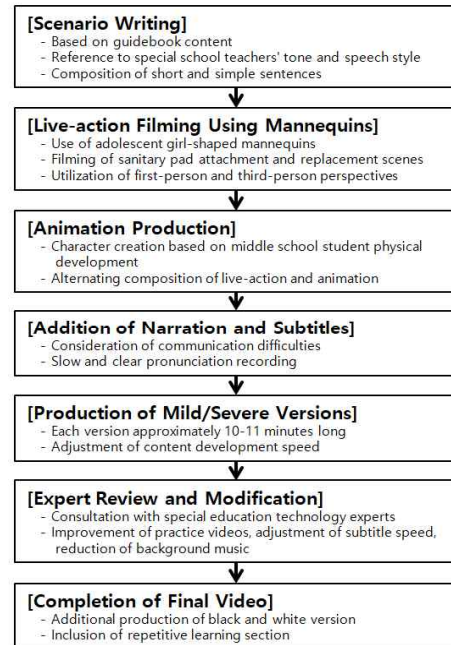 [Scenario Writing]
- Based on guidebook content
- Reference to special school teachers' tone and speech style
- Composition of short and simple sentences
[Live-action Filming Using Mannequins]
- Use of adolescent girl-shaped mannequins
- Filming of sanitary pad attachment and replacement scenes
- Utilization of first-person and third-person perspectives
[Animation Production]
- Character creation based on middle school student physical
development
- Alternating composition of live-action and animation
[Addition of Narration and Subtitles]
- Consideration of communication difficulties
- Slow and clear pronunciation recording
[Production of Mild/Severe Versions]
- Each version approximately 10-11 minutes long
- Adjustment of content development speed
[Expert Review and Modification]
- Consultation with special education technology experts
- Improvement of practice videos, adjustment of subtitle speed,
reduction of background music
[Completion of Final Video]
- Additional production of black and white version
- Inclusion of repetitive learning section